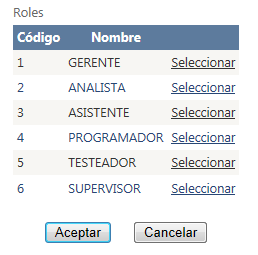 Roles
Código Nombre
1 GERENTE Seleccionar
2 ANALISTA Seleccionar
3 ASISTENTE Seleccionar
4 PROGRAMADOR Seleccionar
5 TESTEADOR Seleccionar
6 SUPERVISOR Seleccionar
Aceptar Cancelar